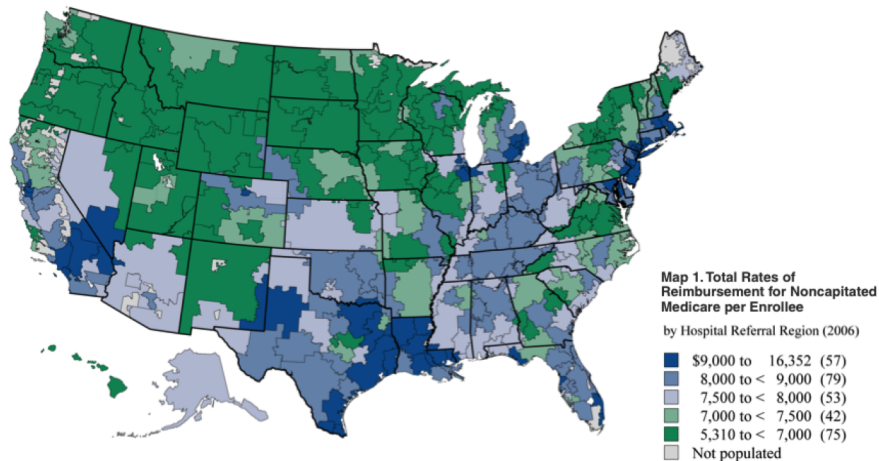 Map 1. Total Rates of
Reimbursement for Noncapitated
Medicare per Enrollee
by Hospital Referral Region (2006)
$9,000 to 16,352 (57)
8,000 to < 9,000 (79)
7,500 to < 8,000 (53)
7,000 to < 7,500 (42)
5,310 to < 7,000 (75)
Not populated